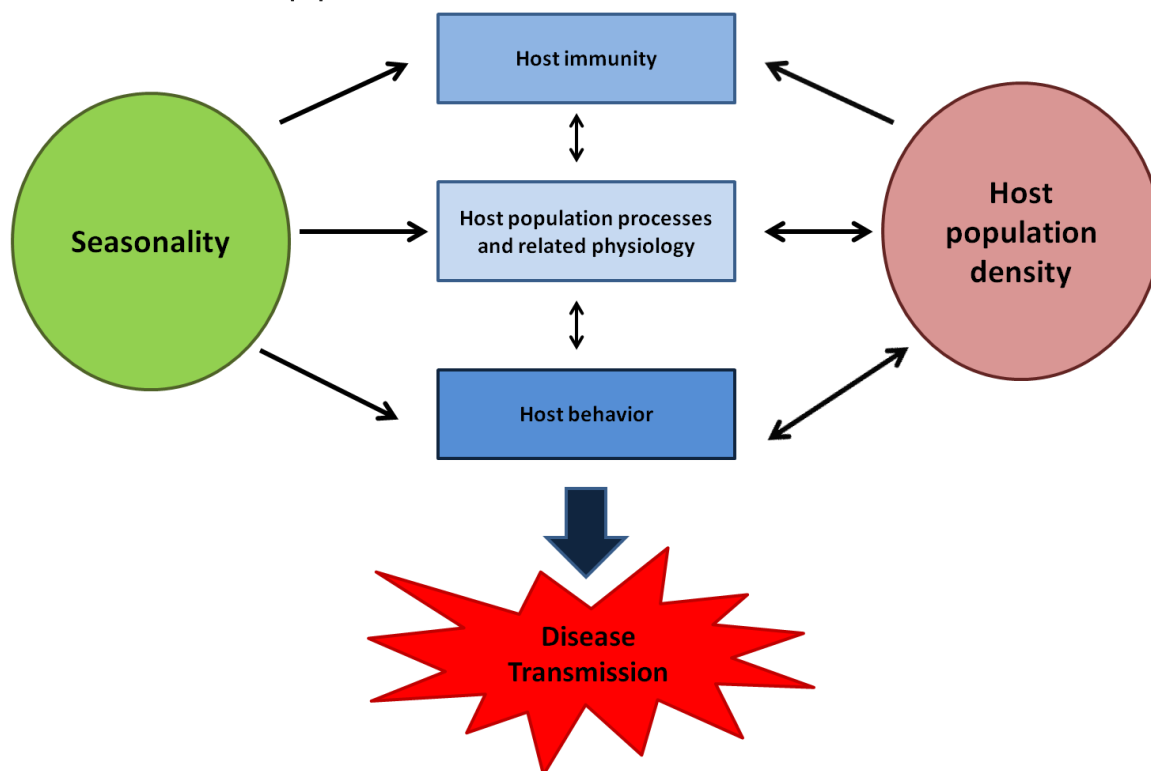 Host immunity
Seasonality
Host population processes
and related physiology
Host
population
density
Host behavior
Disease
Transmission